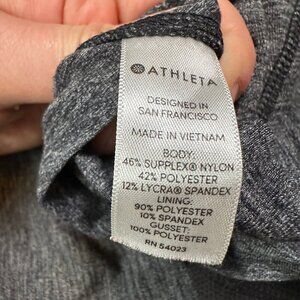 ATHLETA
DESIGNED IN
SAN FRANCISCO
MADE IN VIETNAM
BODY:
46% SUPPLEX® NYLON
42% POLYESTER
12% LYCRA® SPANDEX
LINING:
90% POLYESTER
10% SPANDEX
GUSSET:
100% POLYESTER
RN 54023